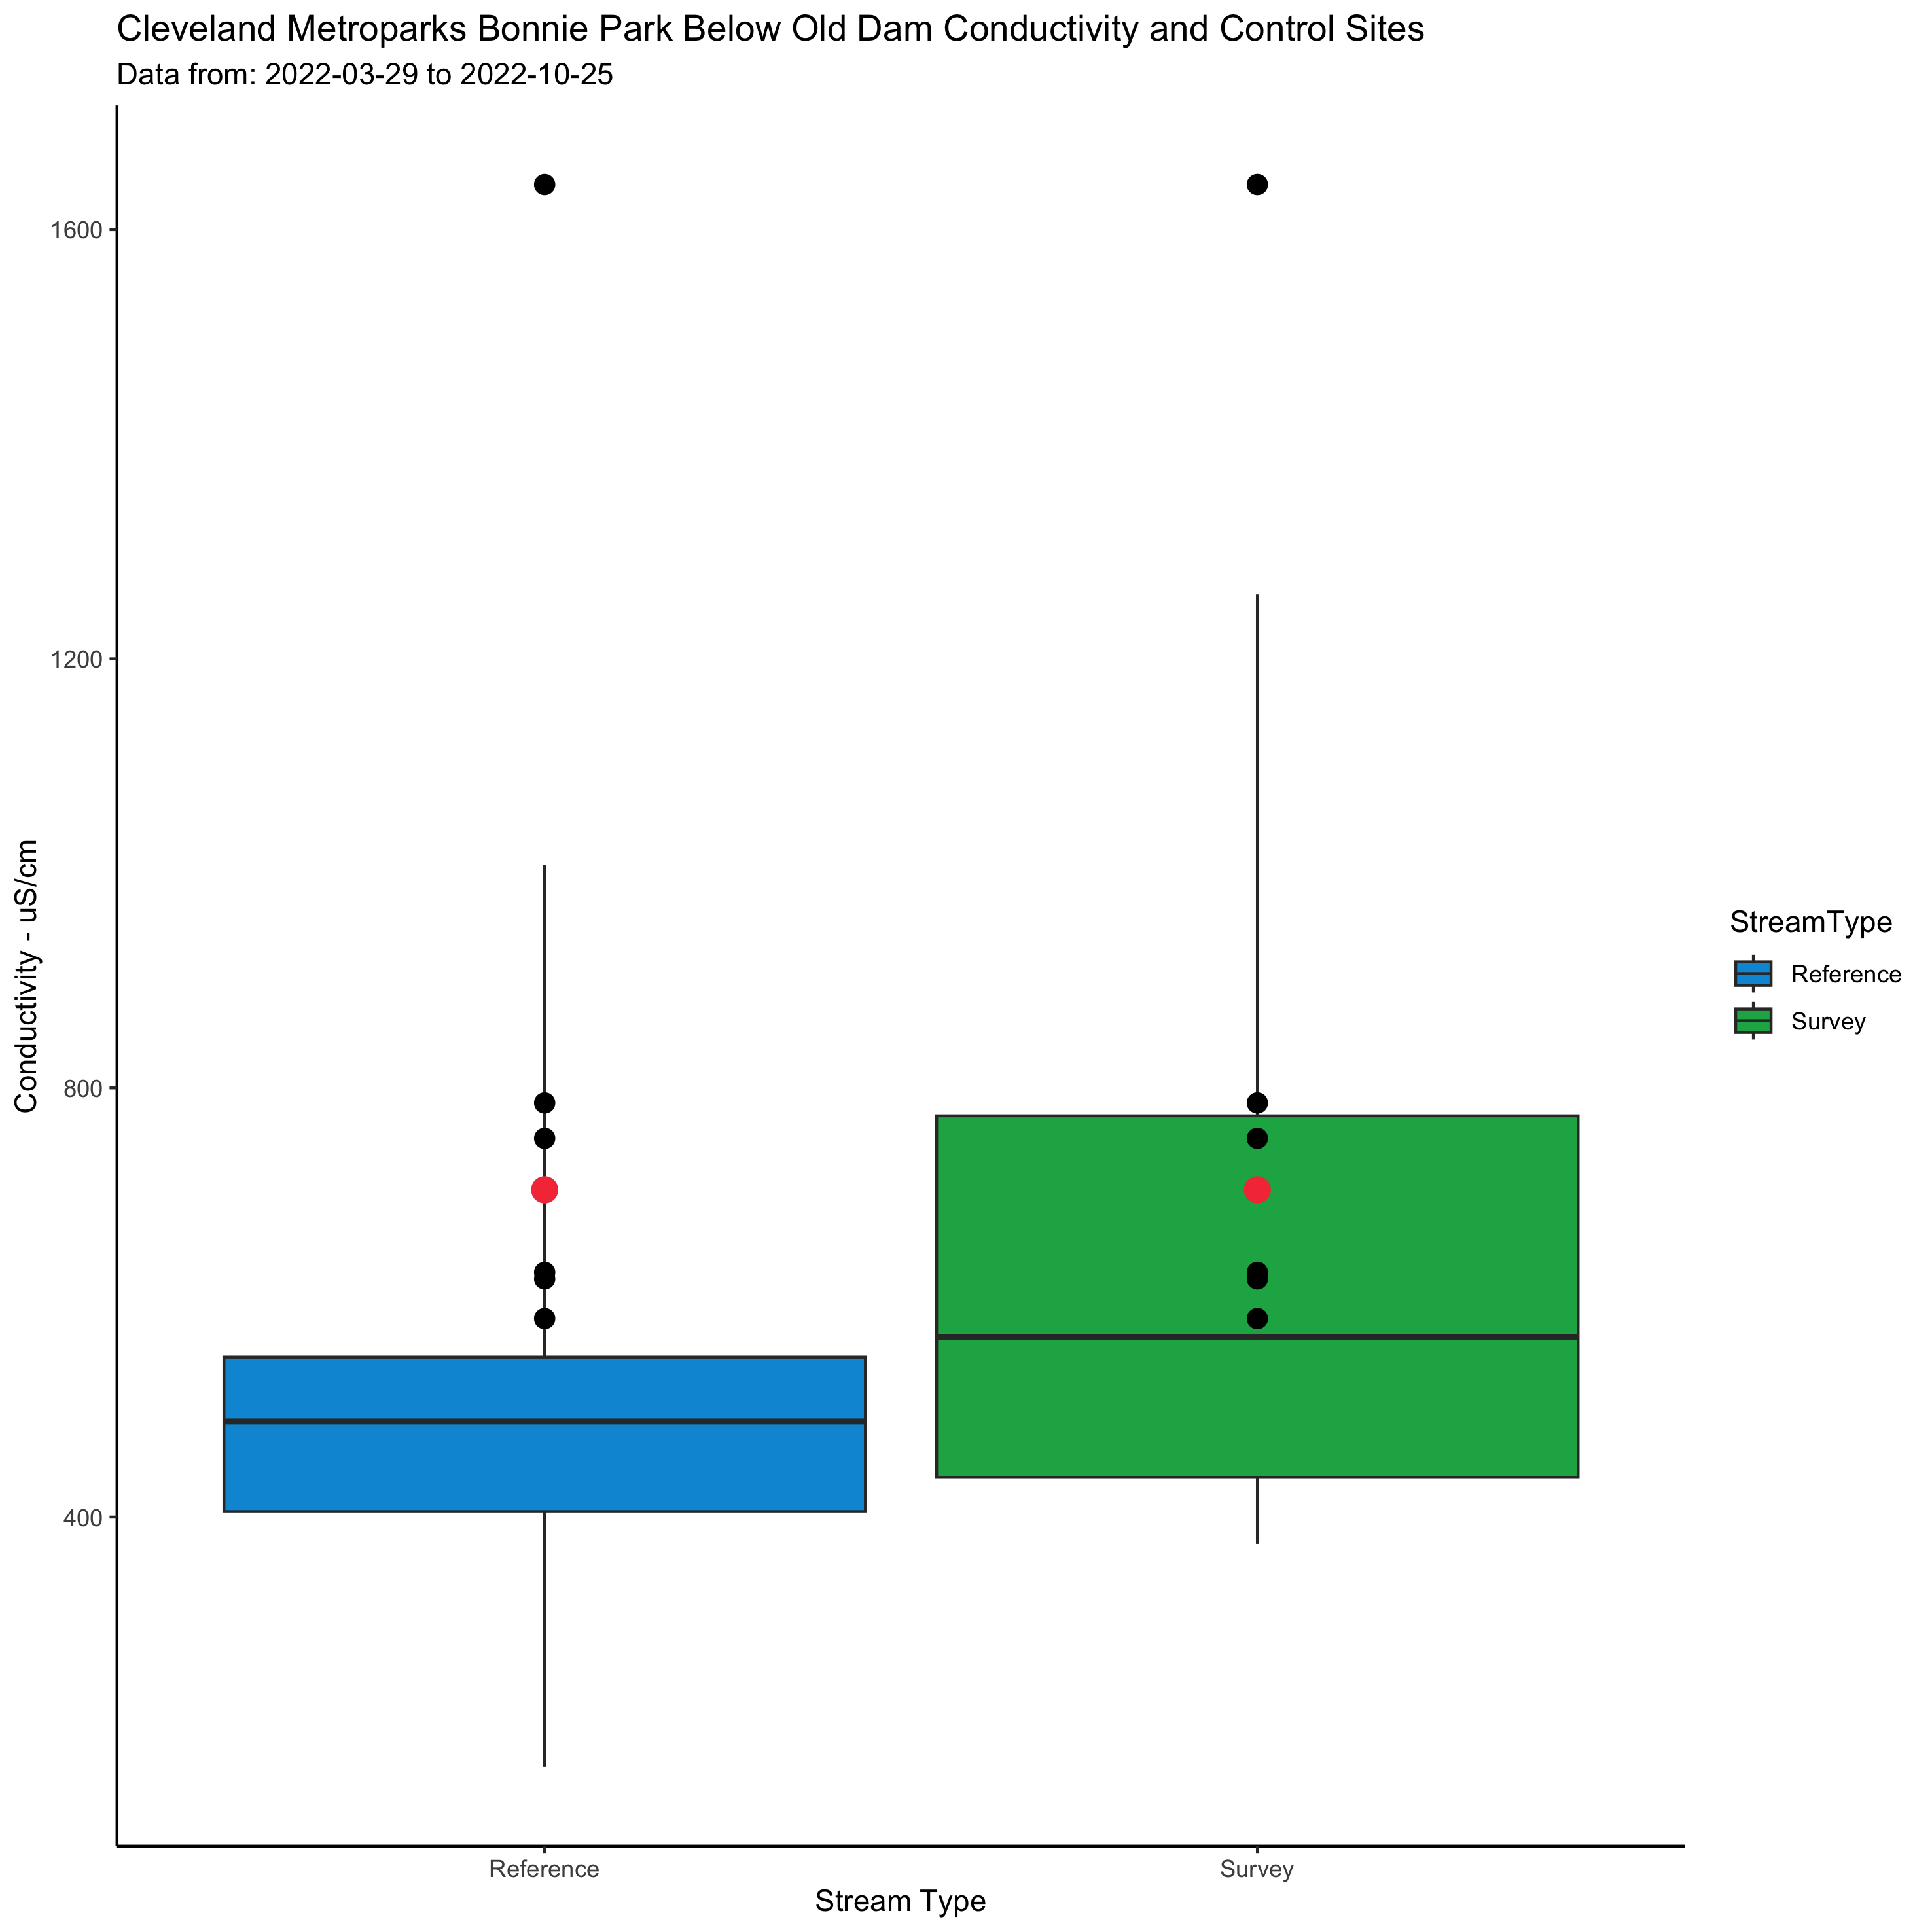 Cleveland Metroparks Bonnie Park Below Old Dam Conductivity and Control Sites
Data from: 2022-03-29 to 2022-10-25
Conductivity - uS/cm
1600
1200
800
400
Reference
Survey
Stream Type
StreamType
Reference
Survey